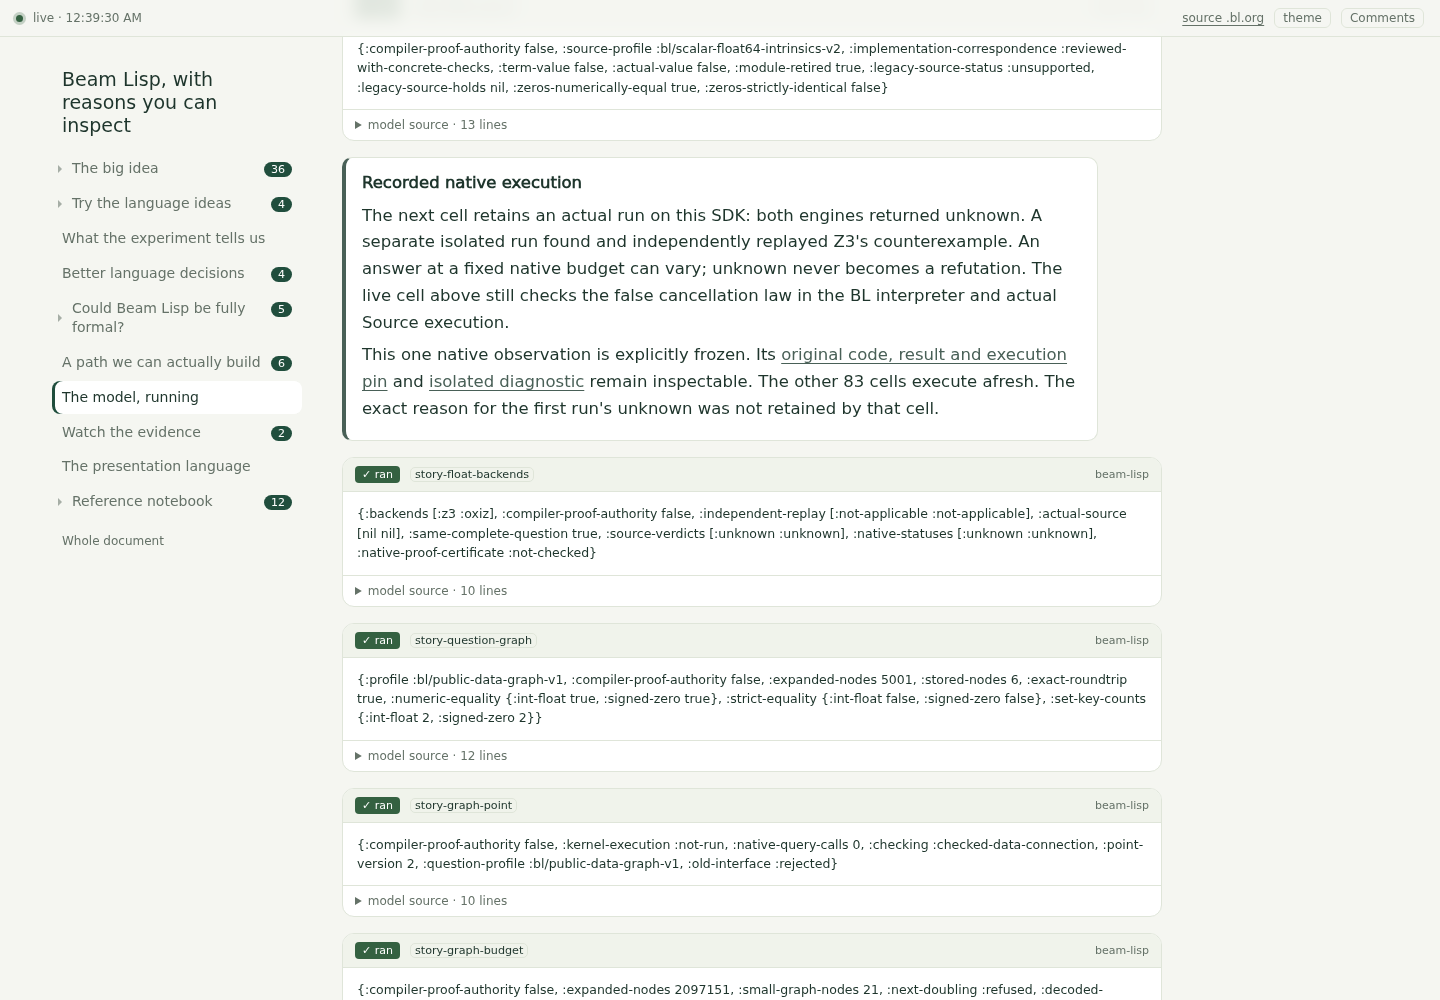 live · 12:39:30 AM
source .bl.org
theme
Comments
Beam Lisp, with
reasons you can
inspect
The big idea 36
Try the language ideas 4
What the experiment tells us
Better language decisions 4
Could Beam Lisp be fully
formal? 5
A path we can actually build 6
The model, running
Watch the evidence 2
The presentation language
Reference notebook 12
Whole document
{:compiler-proof-authority false, :source-profile :bl/scalar-float64-intrinsics-v2, :implementation-correspondence :reviewed-
with-concrete-checks, :term-value false, :actual-value false, :module-retired true, :legacy-source-status :unsupported,
:legacy-source-holds nil, :zeros-numerically-equal true, :zeros-strictly-identical false}
model source · 13 lines
Recorded native execution
The next cell retains an actual run on this SDK: both engines returned unknown. A
separate isolated run found and independently replayed Z3's counterexample. An
answer at a fixed native budget can vary; unknown never becomes a refutation. The
live cell above still checks the false cancellation law in the BL interpreter and actual
Source execution.
This one native observation is explicitly frozen. Its original code, result and execution
pin and isolated diagnostic remain inspectable. The other 83 cells execute afresh. The
exact reason for the first run's unknown was not retained by that cell.
✓ ran story-float-backends beam-lisp
{:backends [:z3 :oxiz], :compiler-proof-authority false, :independent-replay [:not-applicable :not-applicable], :actual-source
[nil nil], :same-complete-question true, :source-verdicts [:unknown :unknown], :native-statuses [:unknown :unknown],
:native-proof-certificate :not-checked}
model source · 10 lines
✓ ran story-question-graph beam-lisp
{:profile :bl/public-data-graph-v1, :compiler-proof-authority false, :expanded-nodes 5001, :stored-nodes 6, :exact-roundtrip
true, :numeric-equality {:int-float true, :signed-zero true}, :strict-equality {:int-float false, :signed-zero false}, :set-key-counts
{:int-float 2, :signed-zero 2}}
model source · 12 lines
✓ ran story-graph-point beam-lisp
{:compiler-proof-authority false, :kernel-execution :not-run, :native-query-calls 0, :checking :checked-data-connection, :point-
version 2, :question-profile :bl/public-data-graph-v1, :old-interface :rejected}
model source · 10 lines
✓ ran story-graph-budget beam-lisp
{:compiler-proof-authority false, :expanded-nodes 2097151, :small-graph-nodes 21, :next-doubling :refused, :decoded-